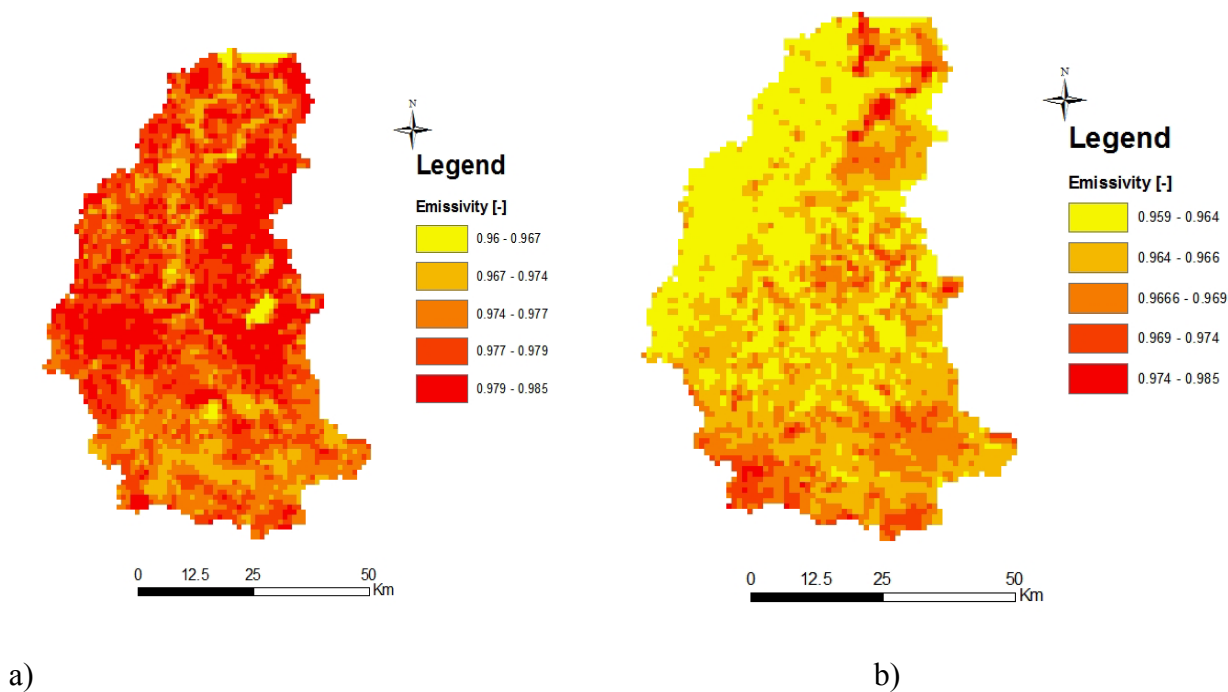 N
Legend
Emissivity [-]
0.96 - 0.967
0.967 - 0.974
0.974 - 0.977
0.977 - 0.979
0.979 - 0.985
0 12.5 25 50
Km
a)
N
Legend
Emissivity [-]
0.959 - 0.964
0.964 - 0.966
0.9666 - 0.969
0.969 - 0.974
0.974 - 0.985
0 12.5 25 50
Km
b)